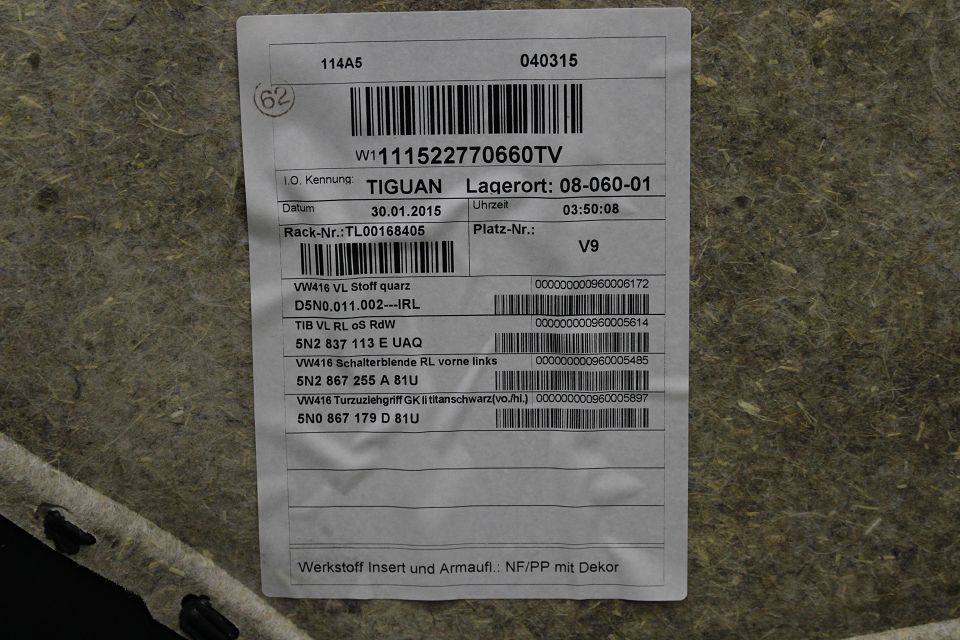 114A5 040315
62
W1111522770660TV
I.O. Kennung: TIGUAN Lagerort: 08-060-01
Datum 30.01.2015 Uhrzeit 03:50:08
Rack-Nr.:TL00168405 Platz-Nr.: V9
VW416 VL Stoff quarz 000000000960006172
D5N0.011.002---IRL
TIB VL RL oS RdW 000000000960005614
5N2 837 113 E UAQ
VW416 Schalterblende RL vorne links 000000000960005485
5N2 867 255 A 81U
VW416 Turzuziehgriff GK II titanschwarz(vo./hi.) 000000000960005897
5N0 867 179 D 81U
Werkstoff Insert und Armaufl.: NF/PP mit Dekor